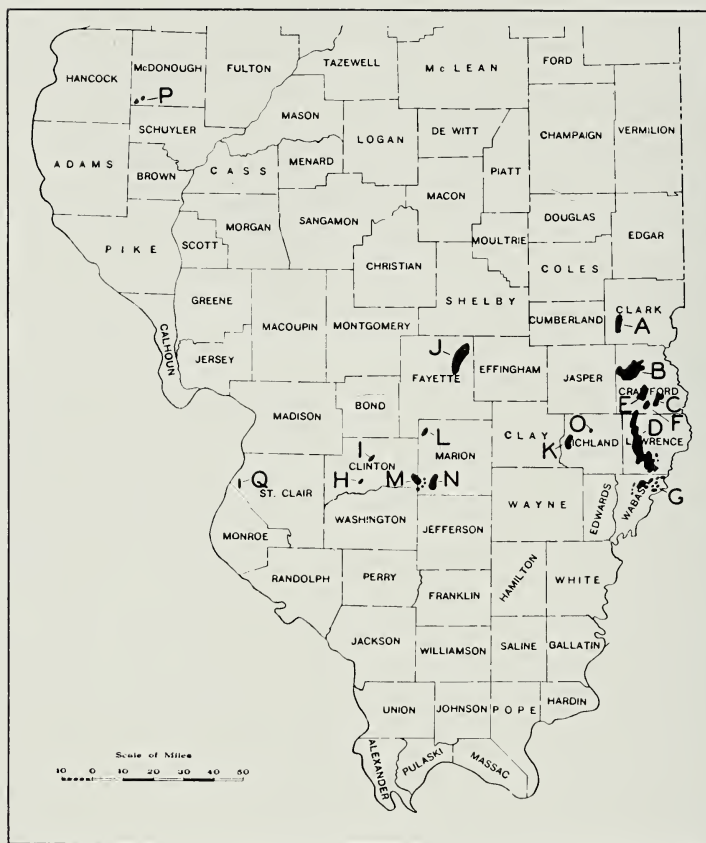 HANCOCK
McDONOUGH
FULTON
TAZEWELL
McLEAN
FORD
P
SCHUYLER
MASON
LOGAN
DE WITT
CHAMPAIGN
VERMILION
ADAMS
BROWN
CASS
MENARD
PIATT
MACON
PIKE
SCOTT
MORGAN
SANGAMON
CHRISTIAN
MOULTRIE
DOUGLAS
EDGAR
COLES
GREENE
MACOUPIN
MONTGOMERY
SHELBY
CUMBERLAND
CLARK
A
CALHOUN
JERSEY
J
FAYETTE
EFFINGHAM
JASPER
B
CRAWFORD
E
C
F
MADISON
BOND
CLAY
O
K
RICHLAND
D
LAWRENCE
L
MARION
I
CLINTON
H
M
N
Q
ST. CLAIR
WAYNE
EDWARDS
WABASH
G
WASHINGTON
JEFFERSON
MONROE
RANDOLPH
PERRY
HAMILTON
WHITE
FRANKLIN
JACKSON
WILLIAMSON
SALINE
GALLATIN
UNION
JOHNSON
POPE
HARDIN
ALEXANDER
PULASKI
MASSAC
Scale of Miles
10 0 10 20 30 40 50